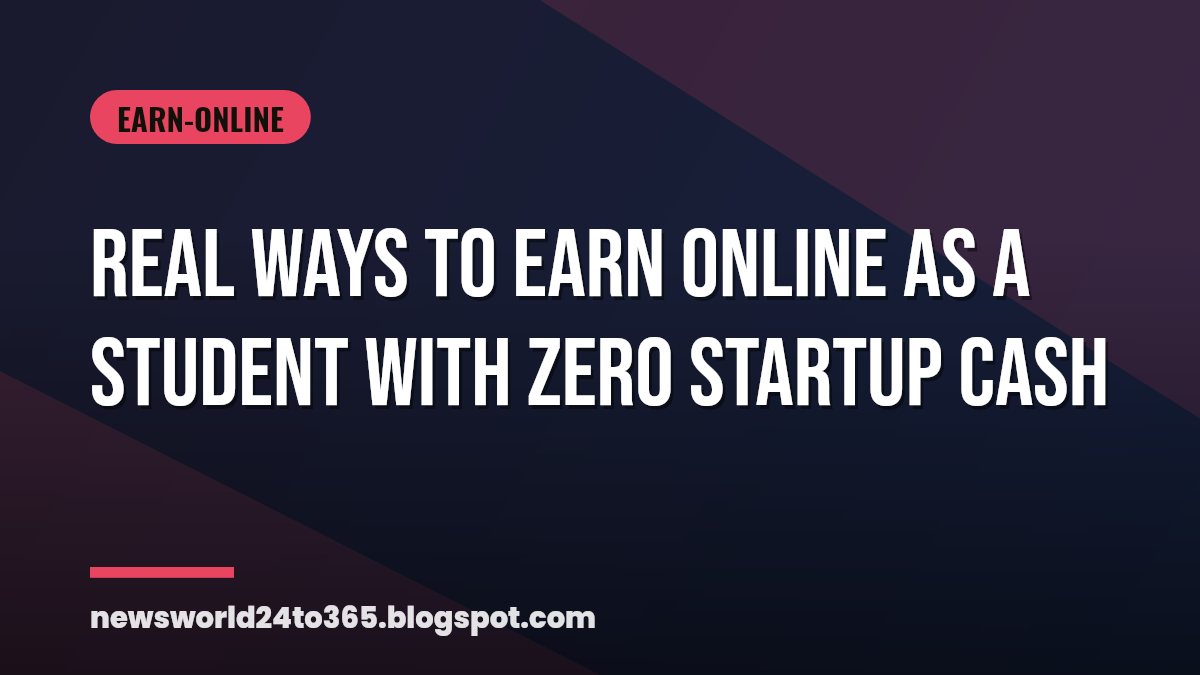 EARN-ONLINE
REAL WAYS TO EARN ONLINE AS A
STUDENT WITH ZERO STARTUP CASH
newsworld24to365.blogspot.com